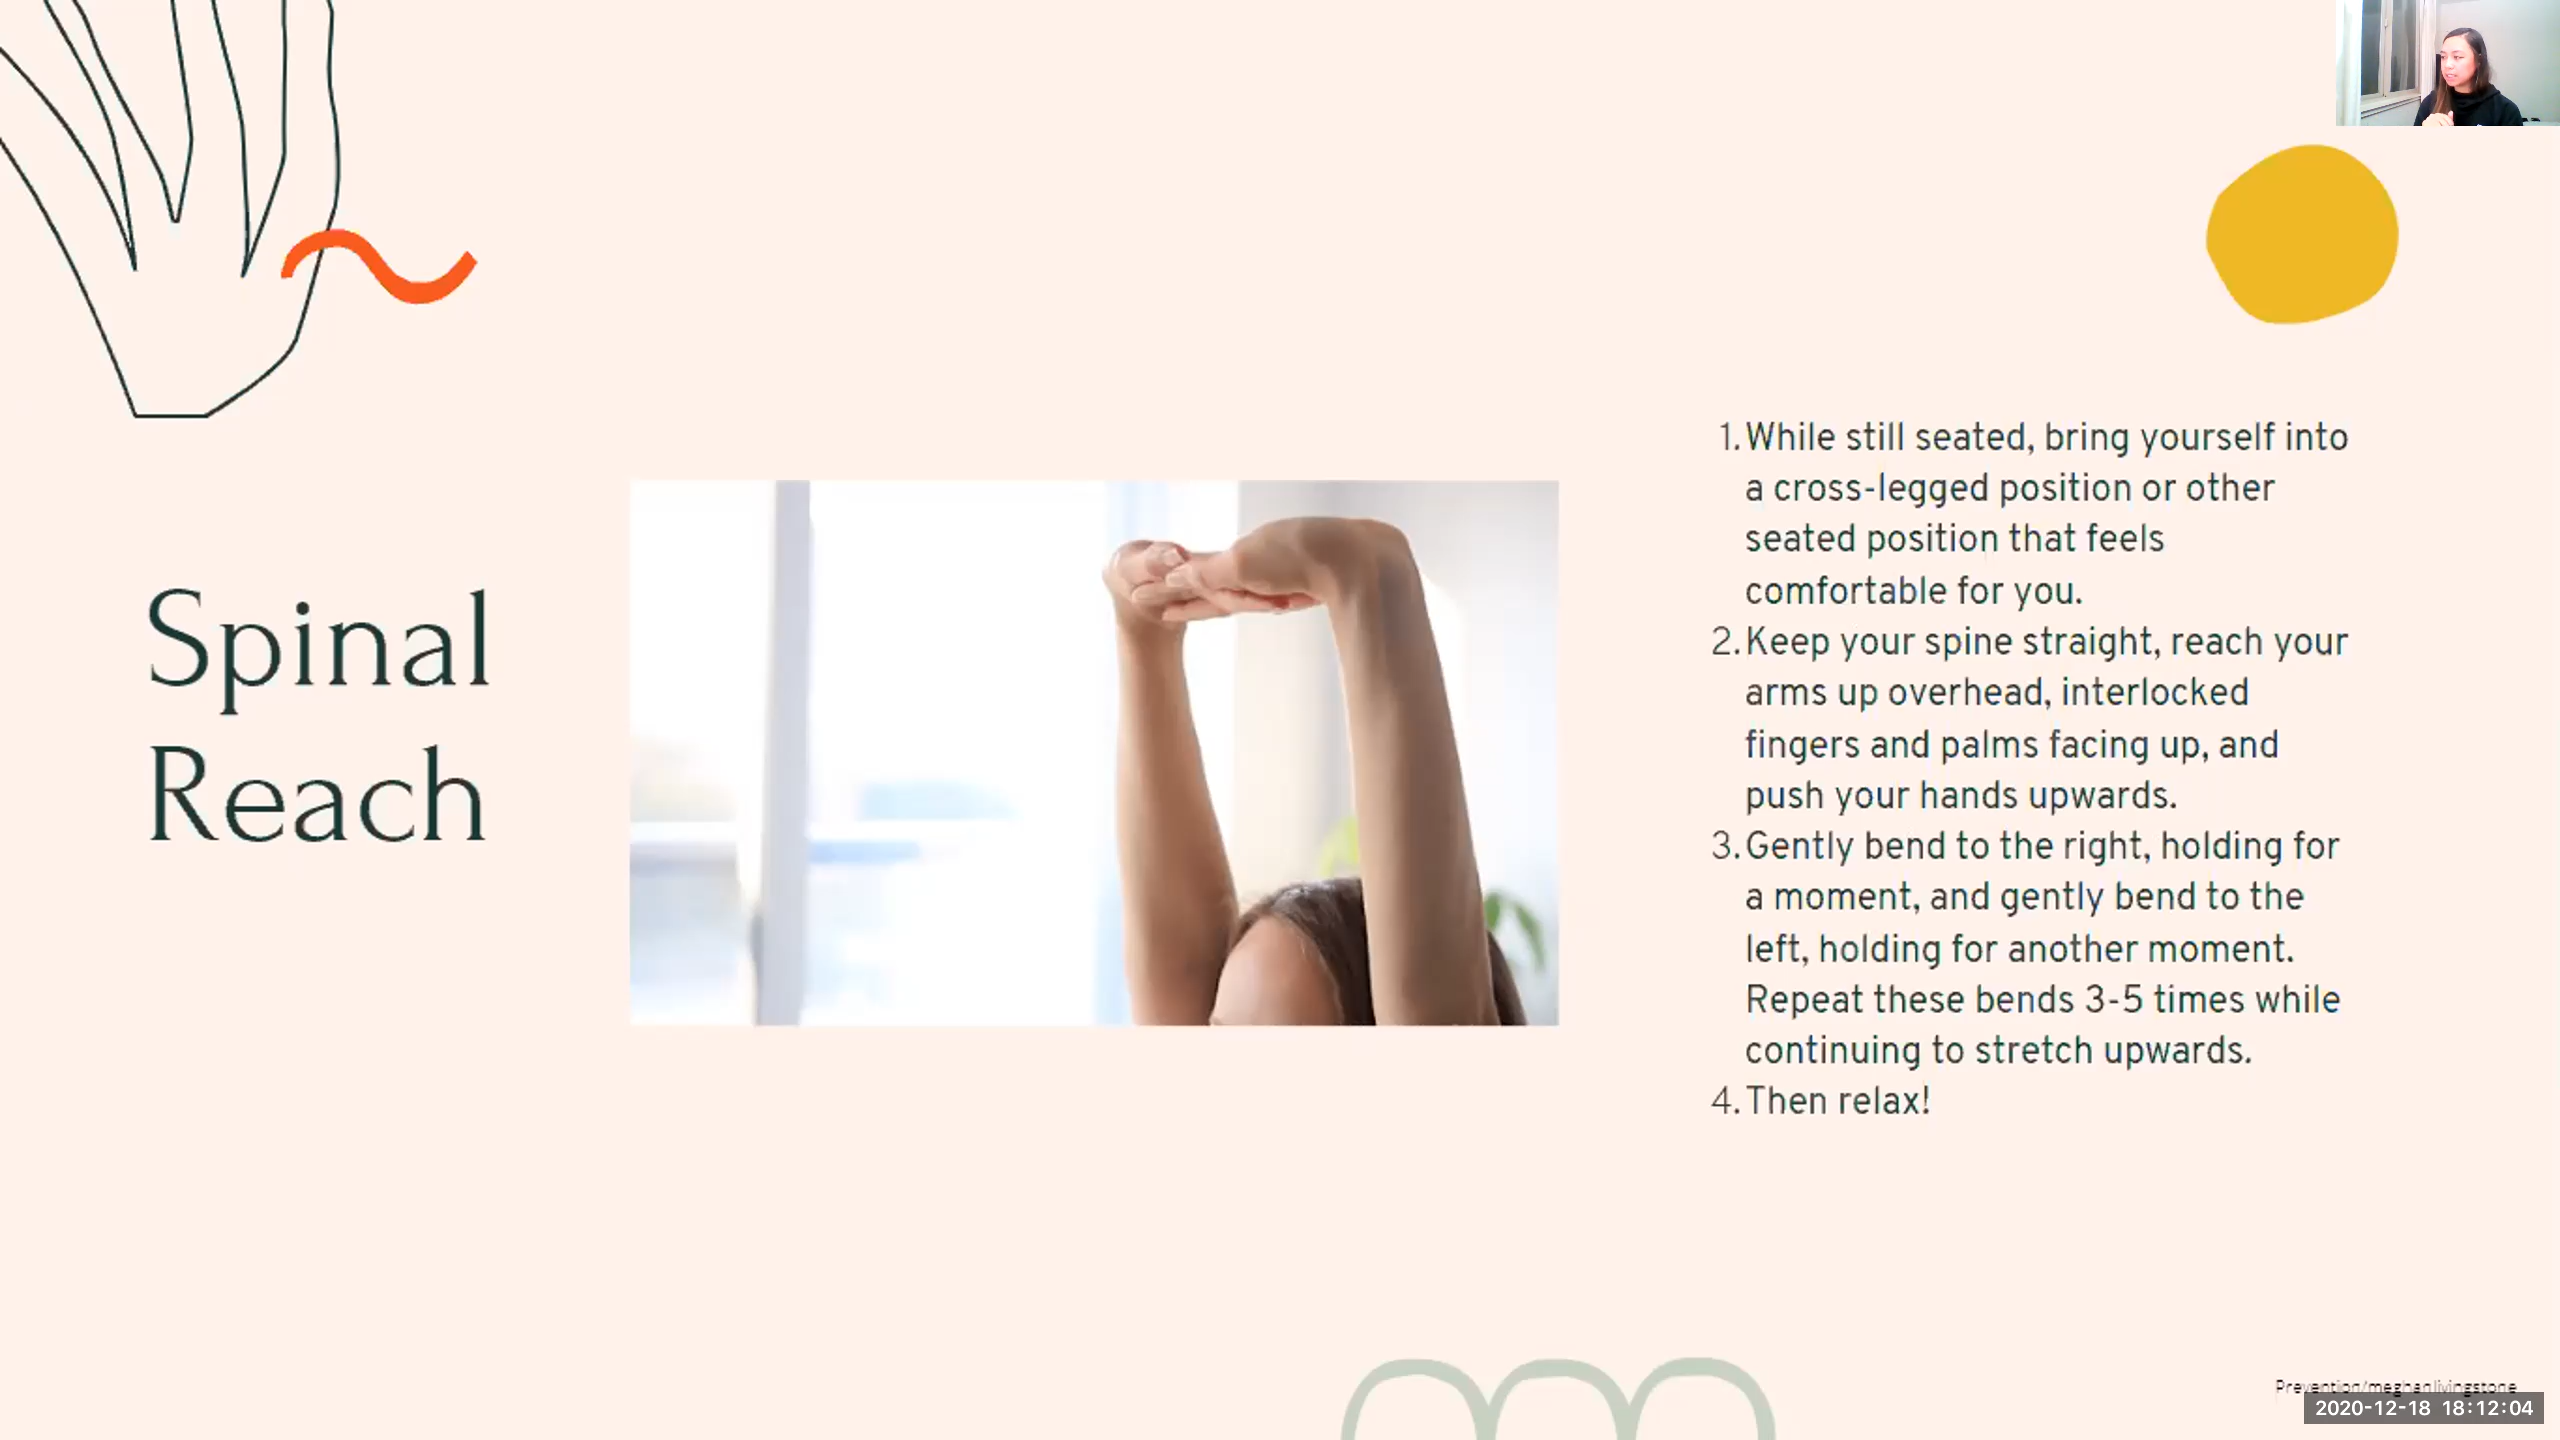 Spinal
Reach
1. While still seated, bring yourself into
a cross-legged position or other
seated position that feels
comfortable for you.
2. Keep your spine straight, reach your
arms up overhead, interlocked
fingers and palms facing up, and
push your hands upwards.
3. Gently bend to the right, holding for
a moment, and gently bend to the
left, holding for another moment.
Repeat these bends 3-5 times while
continuing to stretch upwards.
4. Then relax!
Prevention/meghanlivingstone
2020-12-18 18:12:04